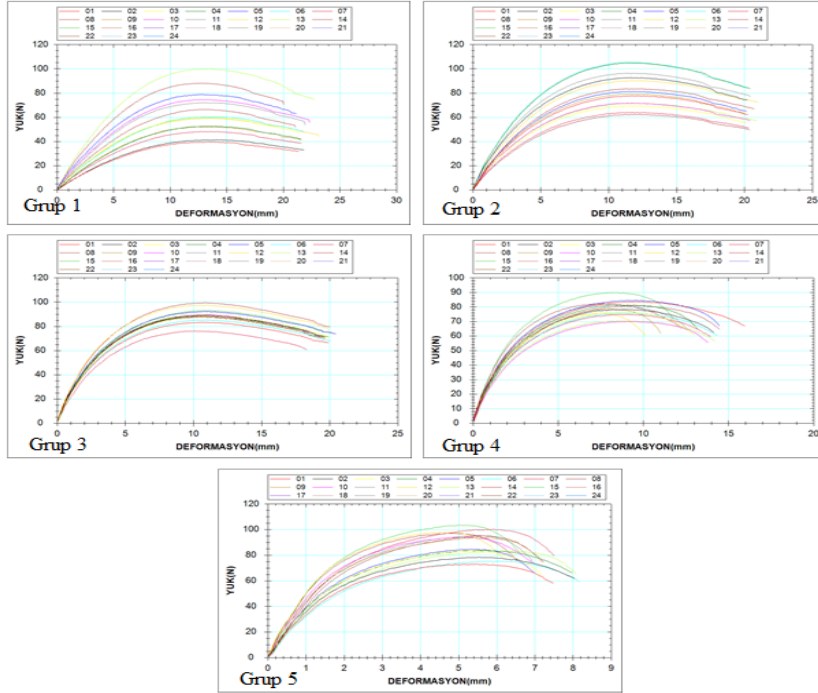 01 02 03 04 05 06 07
08 09 10 11 12 13 14
15 16 17 18 19 20 21
22 23 24
YUK(N)
120
100
80
60
40
20
0
0 5 10 15 20 25 30
Grup 1
DEFORMASYON(mm)
01 02 03 04 05 06 07
08 09 10 11 12 13 14
15 16 17 18 19 20 21
22 23 24
YUK(N)
120
100
80
60
40
20
0
0 5 10 15 20 25
Grup 2
DEFORMASYON(mm)
01 02 03 04 05 06 07
08 09 10 11 12 13 14
15 16 17 18 19 20 21
22 23 24
YUK(N)
120
100
80
60
40
20
0
0 5 10 15 20 25
Grup 3
DEFORMASYON(mm)
01 02 03 04 05 06 07
08 09 10 11 12 13 14
15 16 17 18 19 20 21
22 23 24
YUK(N)
90
80
70
60
50
40
30
20
10
0
0 5 10 15 20
Grup 4
DEFORMASYON(mm)
01 02 03 04 05 06 07 08
09 10 11 12 13 14 15 16
17 18 19 20 21 22 23 24
YUK(N)
120
100
80
60
40
20
0
0 1 2 3 4 5 6 7 8 9
Grup 5
DEFORMASYON(mm)